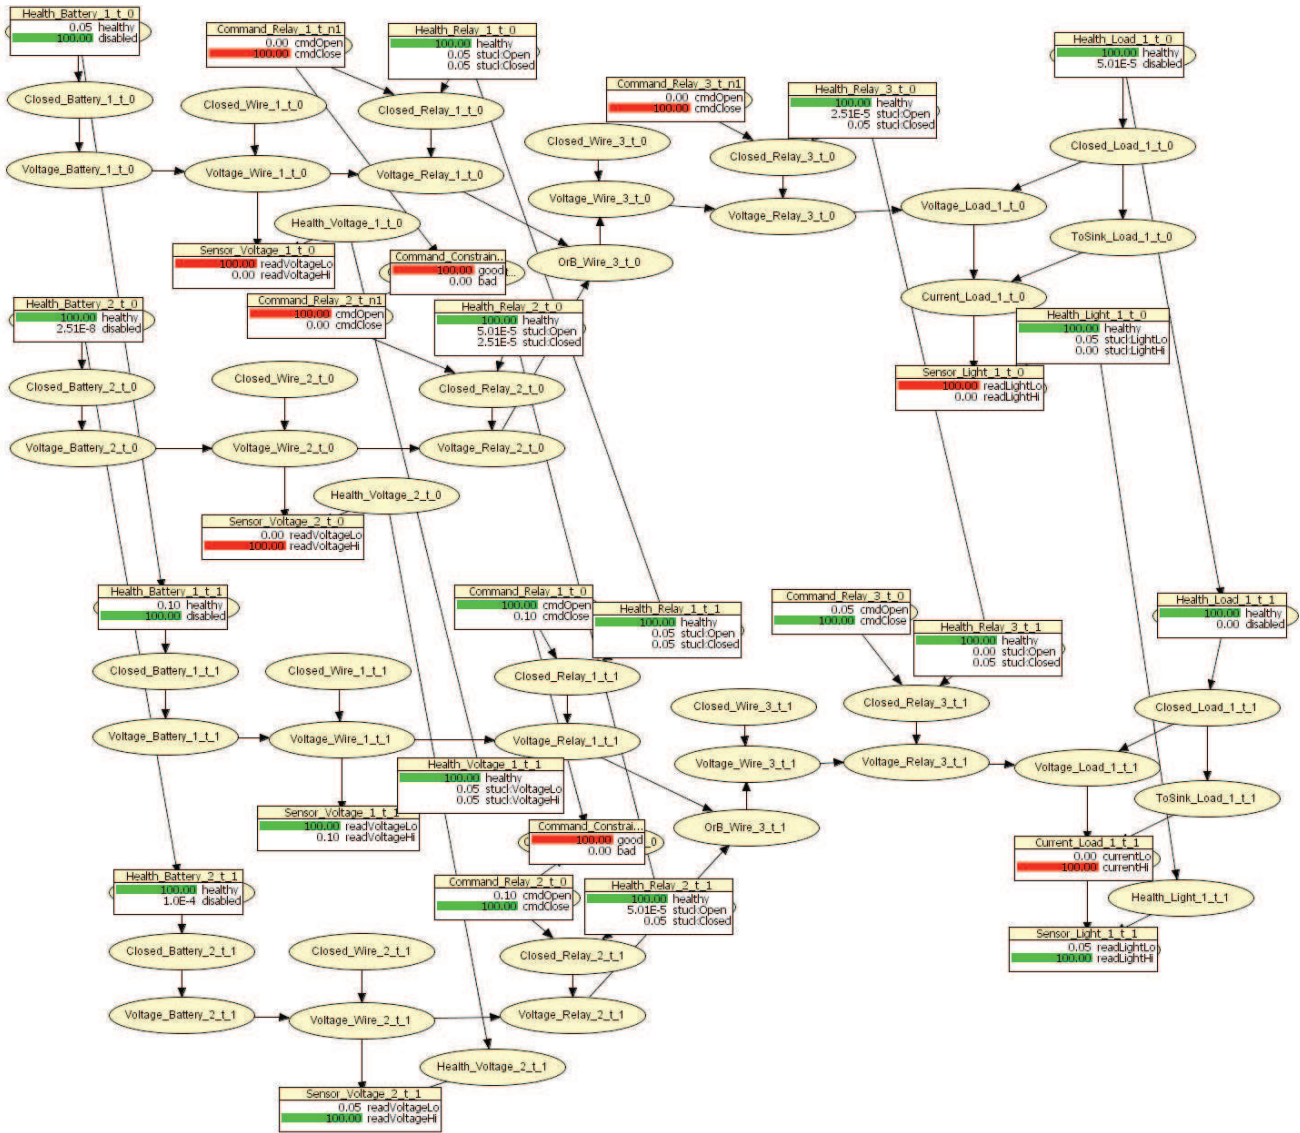 Health_Battery_1_t_0
0.05 healthy
100.00 disabled
Command_Relay_1_t_n1
0.00 cmdOpen
100.00 cmdClose
Health_Relay_1_t_0
100.00 healthy
0.05 stuckOpen
0.05 stuckClosed
Health_Load_1_t_0
100.00 healthy
5.01E-5 disabled
Command_Relay_3_t_n1
0.00 cmdOpen
100.00 cmdClose
Health_Relay_3_t_0
100.00 healthy
2.51E-5 stuckOpen
0.05 stuckClosed
Closed_Battery_1_t_0
Closed_Wire_1_t_0
Closed_Relay_1_t_0
Closed_Wire_3_t_0
Closed_Relay_3_t_0
Closed_Load_1_t_0
Voltage_Battery_1_t_0
Voltage_Wire_1_t_0
Voltage_Relay_1_t_0
Voltage_Wire_3_t_0
Voltage_Relay_3_t_0
Voltage_Load_1_t_0
Health_Voltage_1_t_0
ToSink_Load_1_t_0
Sensor_Voltage_1_t_0
100.00 readVoltageLo
0.00 readVoltageHi
Command_Constrain...
100.00 good
0.00 bad
OrB_Wire_3_t_0
Health_Battery_2_t_0
100.00 healthy
2.51E-8 disabled
Command_Relay_2_t_n1
100.00 cmdOpen
0.00 cmdClose
Health_Relay_2_t_0
100.00 healthy
5.01E-5 stuckOpen
2.51E-5 stuckClosed
Current_Load_1_t_0
Health_Light_1_t_0
100.00 healthy
0.05 stuckLightLo
0.00 stuckLightHi
Closed_Battery_2_t_0
Closed_Wire_2_t_0
Closed_Relay_2_t_0
Sensor_Light_1_t_0
100.00 readLightLo
0.00 readLightHi
Voltage_Battery_2_t_0
Voltage_Wire_2_t_0
Voltage_Relay_2_t_0
Health_Voltage_2_t_0
Sensor_Voltage_2_t_0
0.00 readVoltageLo
100.00 readVoltageHi
Health_Battery_1_t_1
0.10 healthy
100.00 disabled
Command_Relay_1_t_0
100.00 cmdOpen
0.10 cmdClose
Health_Relay_1_t_1
100.00 healthy
0.05 stuckOpen
0.05 stuckClosed
Command_Relay_3_t_0
0.05 cmdOpen
100.00 cmdClose
Health_Relay_3_t_1
100.00 healthy
0.00 stuckOpen
0.05 stuckClosed
Health_Load_1_t_1
100.00 healthy
0.00 disabled
Closed_Battery_1_t_1
Closed_Wire_1_t_1
Closed_Relay_1_t_1
Closed_Wire_3_t_1
Closed_Relay_3_t_1
Closed_Load_1_t_1
Voltage_Battery_1_t_1
Voltage_Wire_1_t_1
Voltage_Relay_1_t_1
Voltage_Wire_3_t_1
Voltage_Relay_3_t_1
Voltage_Load_1_t_1
Health_Voltage_1_t_1
100.00 healthy
0.05 stuckVoltageLo
0.05 stuckVoltageHi
ToSink_Load_1_t_1
Sensor_Voltage_1_t_1
100.00 readVoltageLo
0.10 readVoltageHi
Command_Constrai...
100.00 good
0.00 bad
OrB_Wire_3_t_1
Current_Load_1_t_1
0.00 currentLo
100.00 currentHi
Health_Battery_2_t_1
100.00 healthy
1.0E-4 disabled
Command_Relay_2_t_0
0.10 cmdOpen
100.00 cmdClose
Health_Relay_2_t_1
100.00 healthy
5.01E-5 stuckOpen
0.05 stuckClosed
Health_Light_1_t_1
Sensor_Light_1_t_1
0.05 readLightLo
100.00 readLightHi
Closed_Battery_2_t_1
Closed_Wire_2_t_1
Closed_Relay_2_t_1
Voltage_Battery_2_t_1
Voltage_Wire_2_t_1
Voltage_Relay_2_t_1
Health_Voltage_2_t_1
Sensor_Voltage_2_t_1
0.05 readVoltageLo
100.00 readVoltageHi